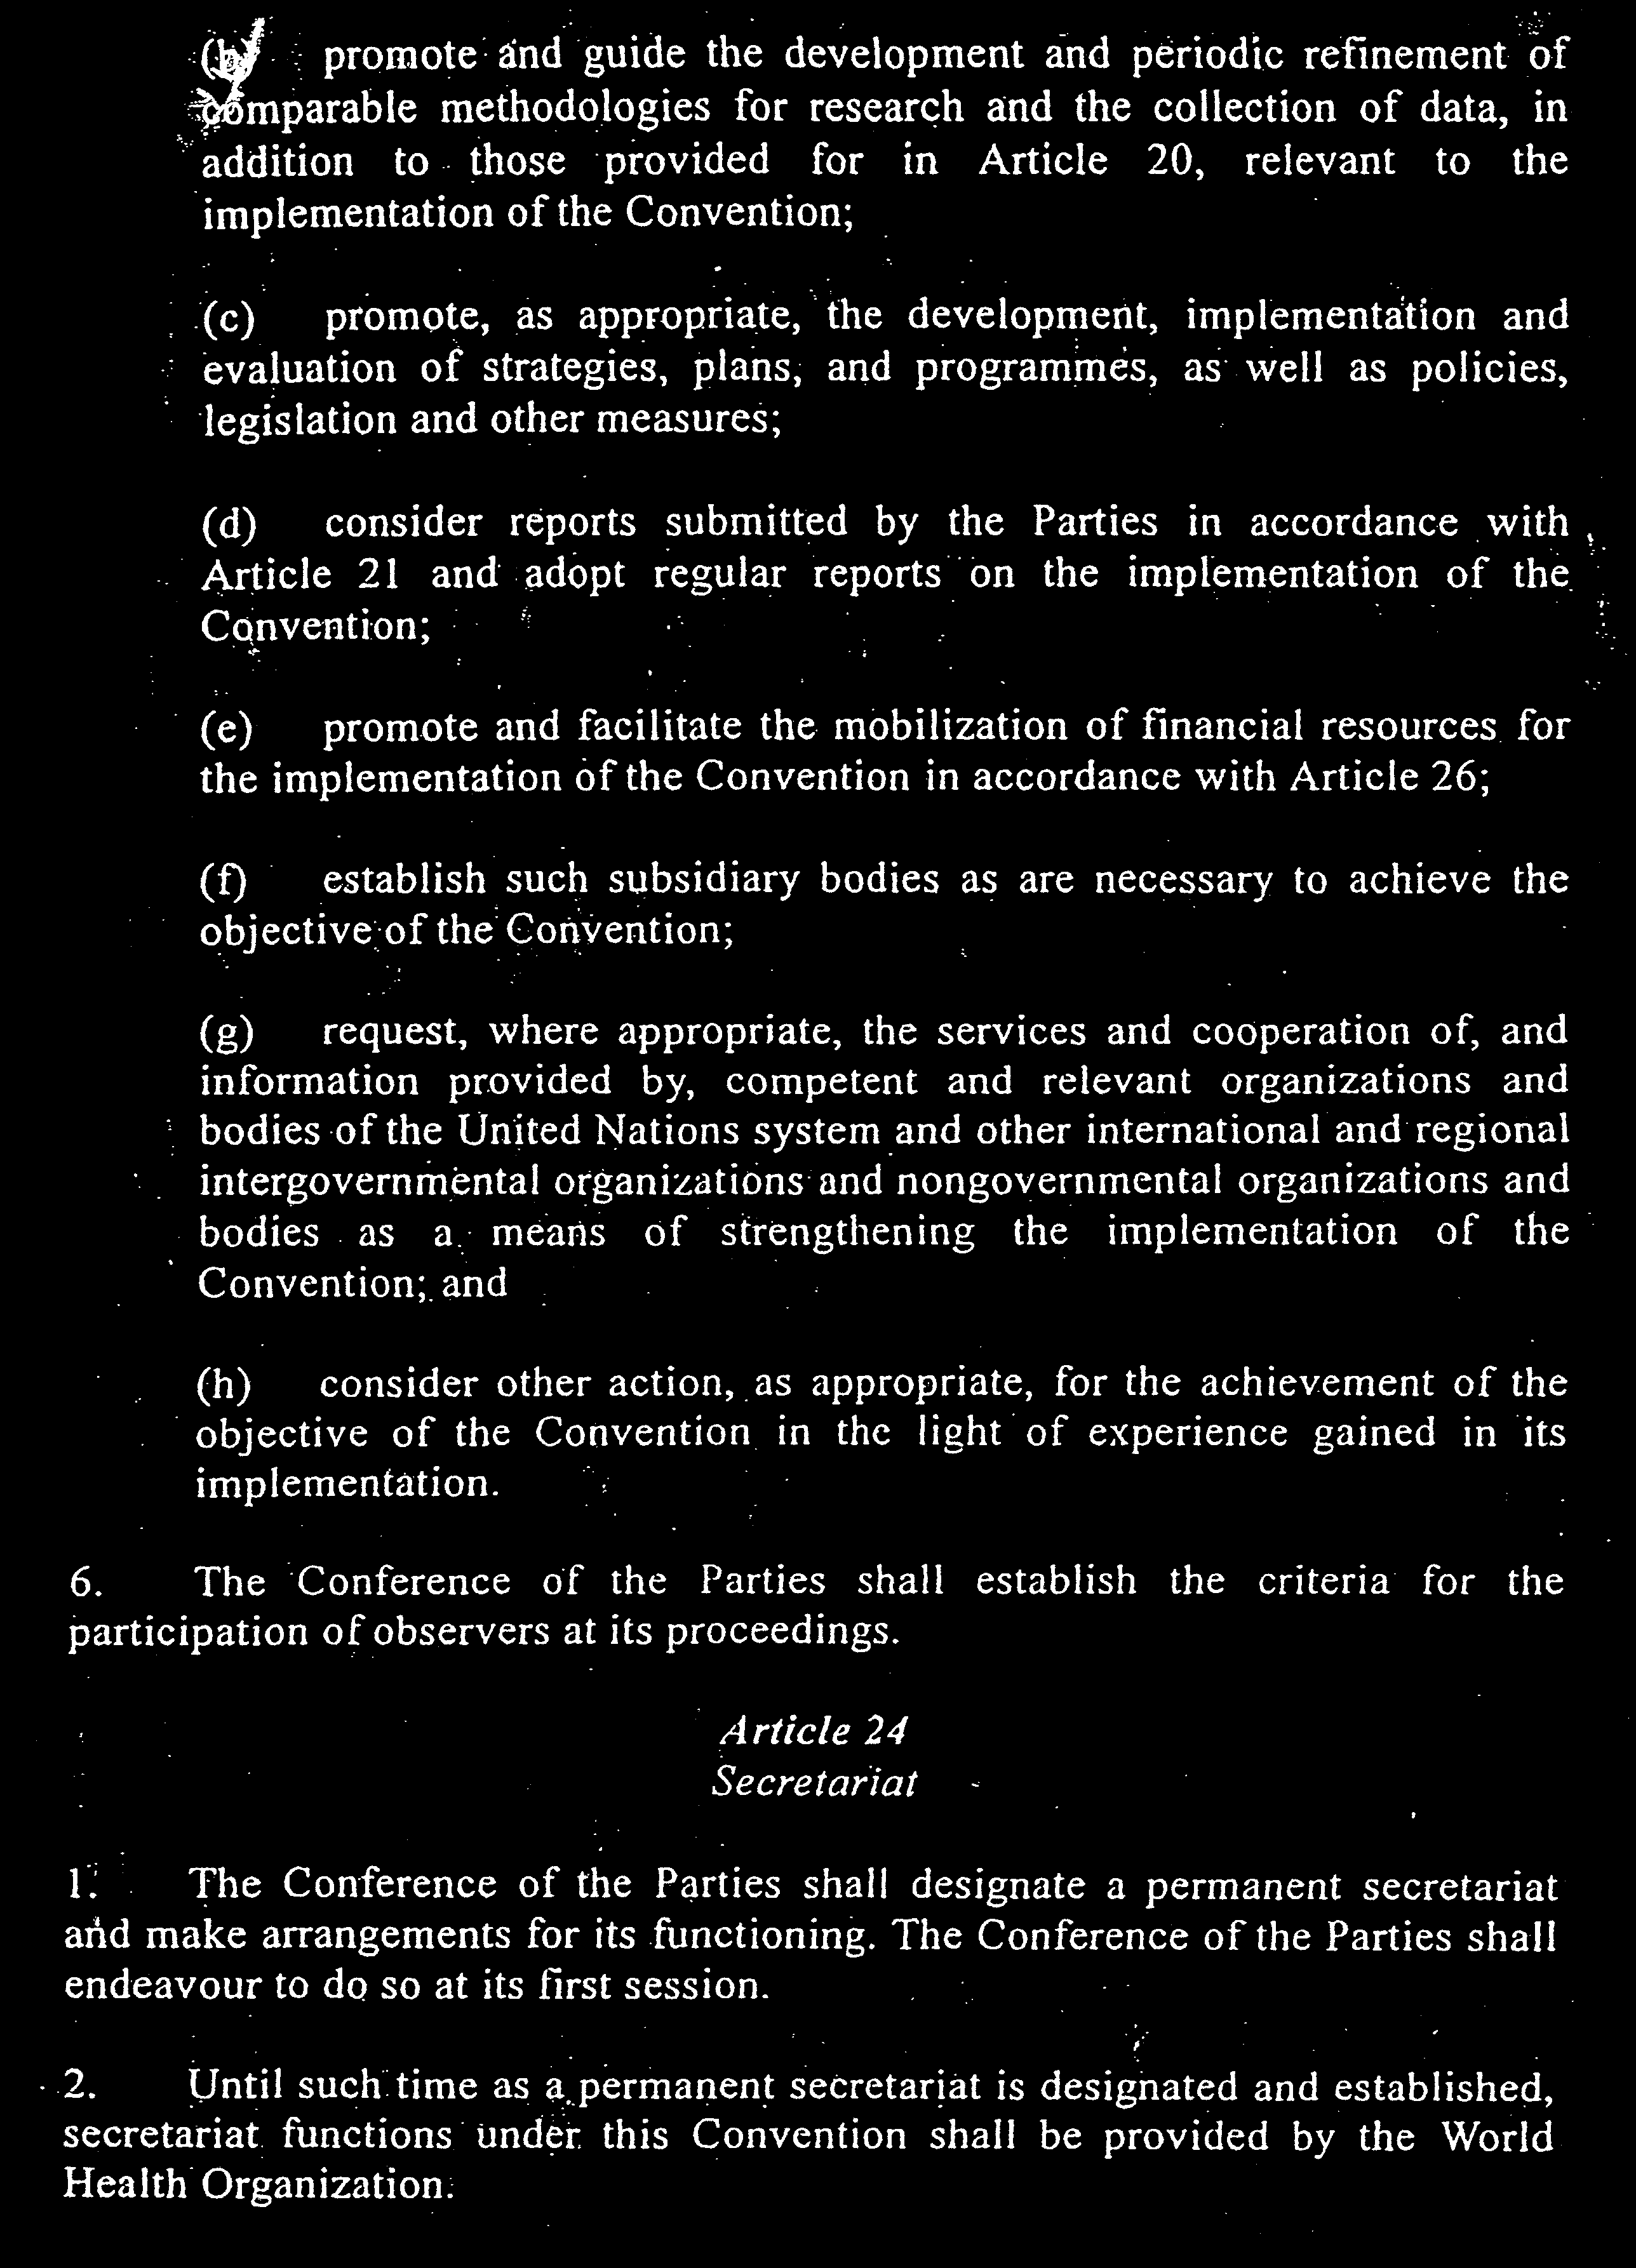 (b) promote and guide the development and periodic refinement of
comparable methodologies for research and the collection of data, in
addition to those provided for in Article 20, relevant to the
implementation of the Convention;
(c) promote, as appropriate, the development, implementation and
evaluation of strategies, plans, and programmes, as well as policies,
legislation and other measures;
(d) consider reports submitted by the Parties in accordance with
Article 21 and adopt regular reports on the implementation of the
Convention;
(e) promote and facilitate the mobilization of financial resources for
the implementation of the Convention in accordance with Article 26;
(f) establish such subsidiary bodies as are necessary to achieve the
objective of the Convention;
(g) request, where appropriate, the services and cooperation of, and
information provided by, competent and relevant organizations and
bodies of the United Nations system and other international and regional
intergovernmental organizations and nongovernmental organizations and
bodies as a means of strengthening the implementation of the
Convention; and
(h) consider other action, as appropriate, for the achievement of the
objective of the Convention in the light of experience gained in its
implementation.
6. The Conference of the Parties shall establish the criteria for the
participation of observers at its proceedings.
Article 24
Secretariat
1. The Conference of the Parties shall designate a permanent secretariat
and make arrangements for its functioning. The Conference of the Parties shall
endeavour to do so at its first session.
2. Until such time as a permanent secretariat is designated and established,
secretariat functions under this Convention shall be provided by the World
Health Organization.